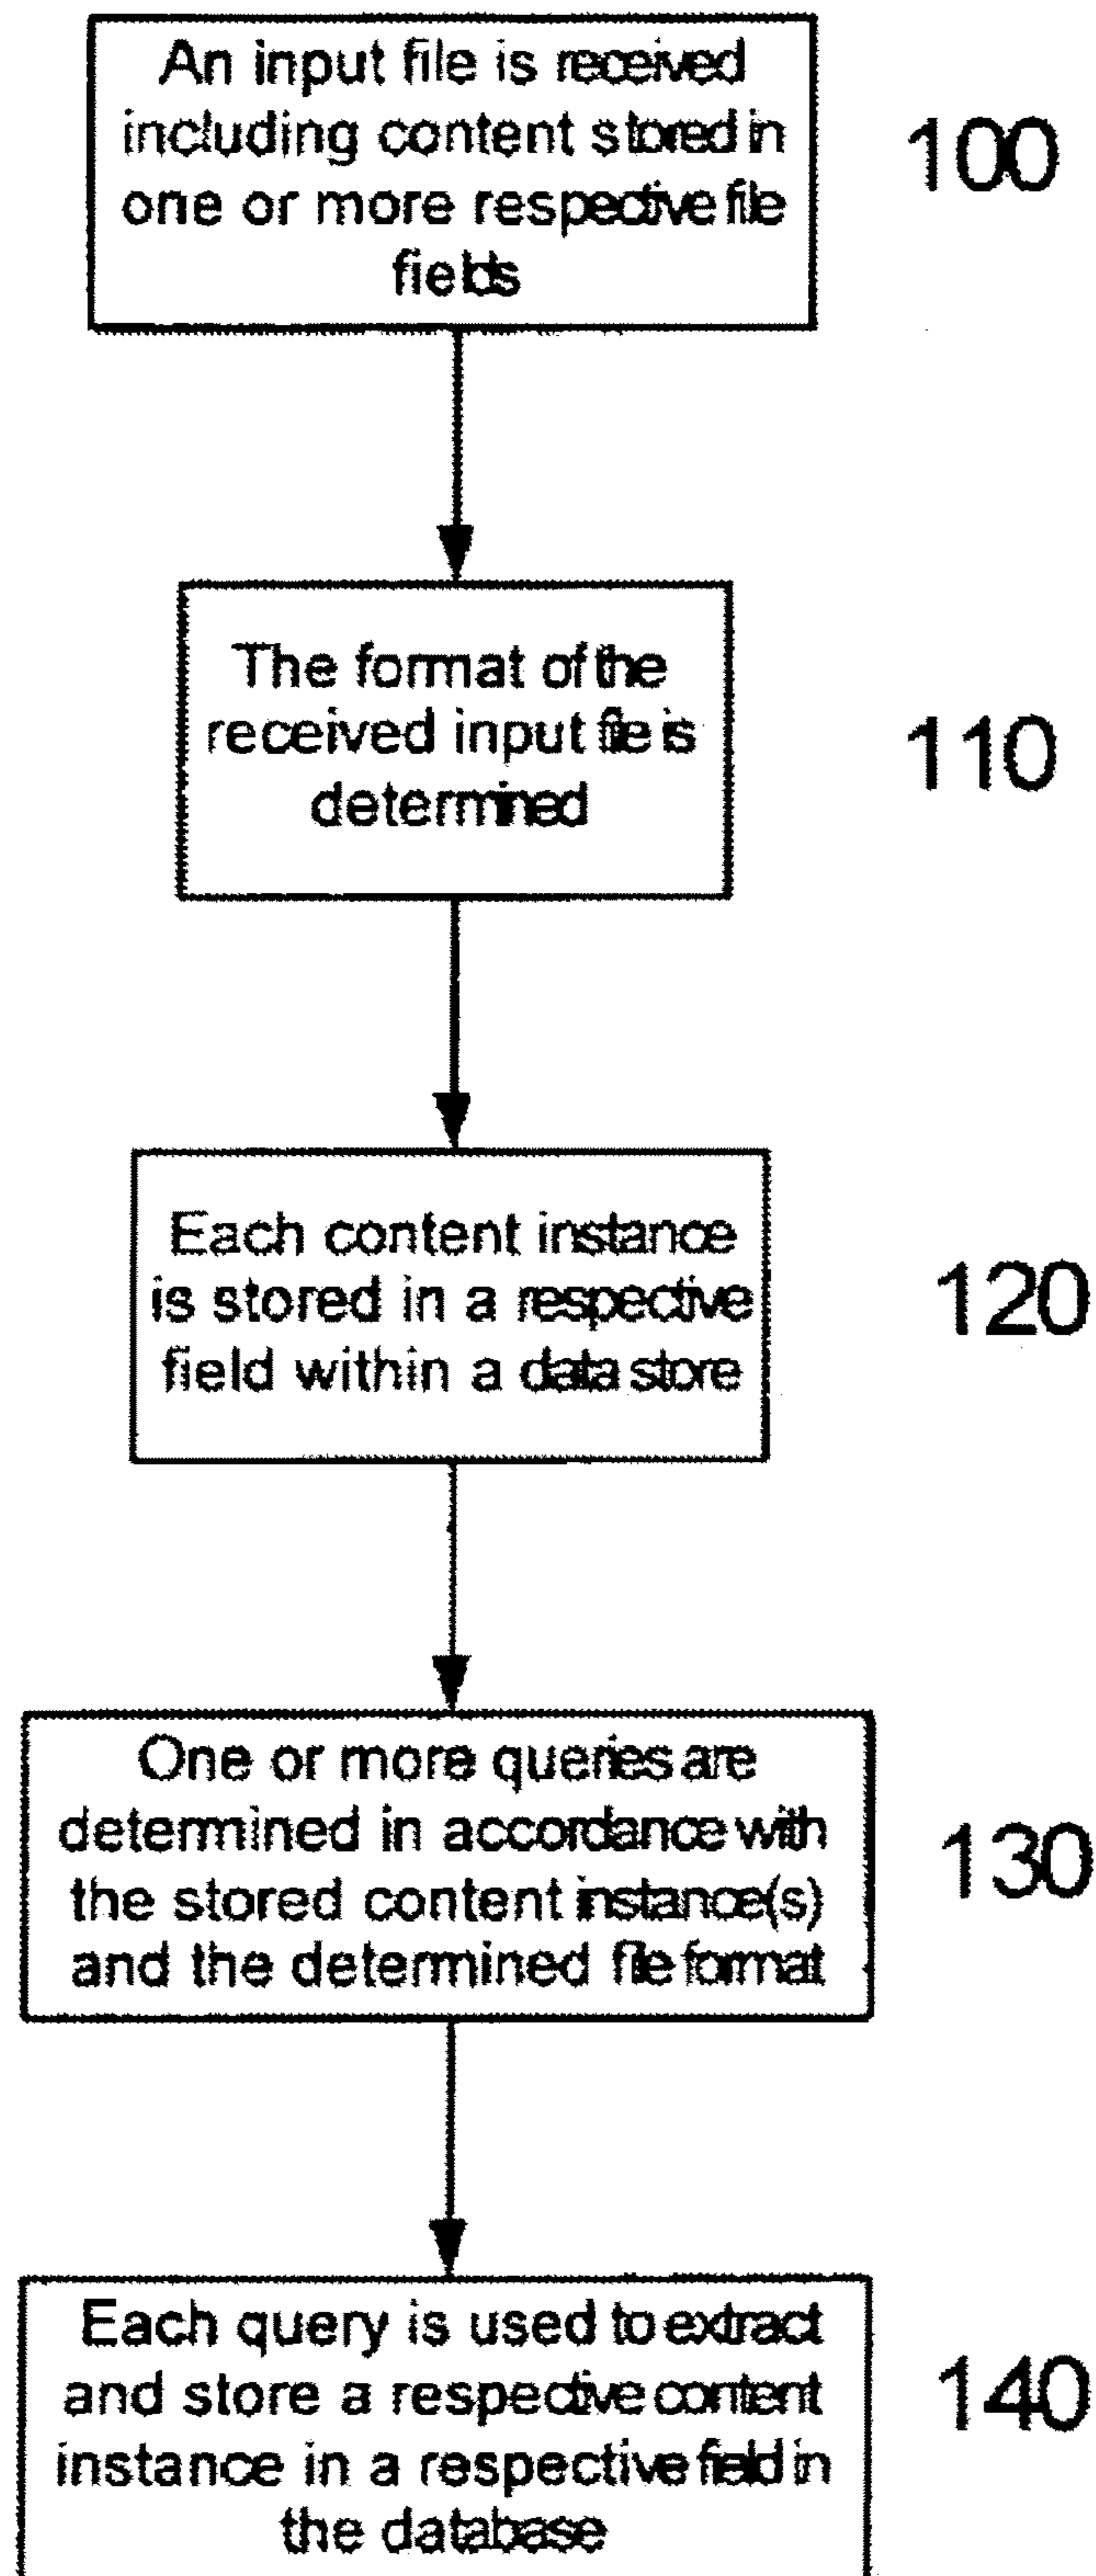 An input file is received
including content stored in
one or more respective file
fields
100
The format of the
received input file is
determined
110
Each content instance
is stored in a respective
field within a data store
120
One or more queries are
determined in accordance with
the stored content instance(s)
and the determined file format
130
Each query is used to extract
and store a respective content
instance in a respective field in
the database
140